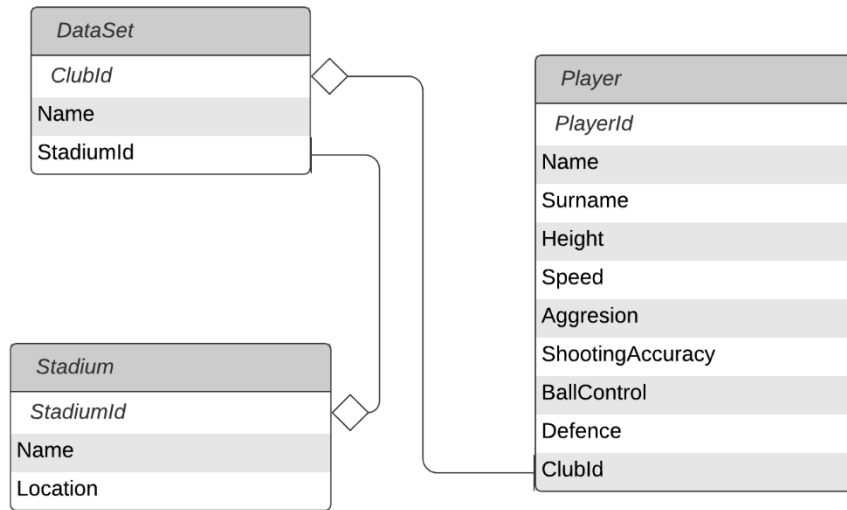 DataSet
ClubId
Name
StadiumId
Player
PlayerId
Name
Surname
Height
Speed
Aggresion
ShootingAccuracy
BallControl
Defence
ClubId
Stadium
StadiumId
Name
Location